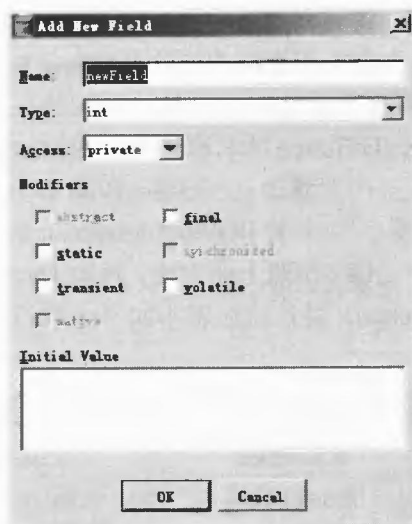 Add New Field
Name: newField
Type: int
Access: private
Modifiers
abstract final
static synchronized
transient volatile
native
Initial Value
OK Cancel